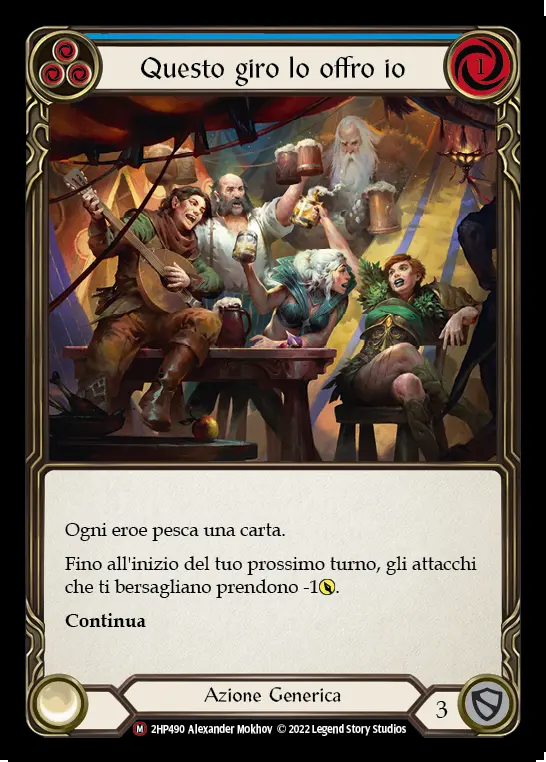 Questo giro lo offro io
1
Ogni eroe pesca una carta.
Fino all'inizio del tuo prossimo turno, gli attacchi
che ti bersagliano prendono -1.
Continua
Azione Generica
3
M 2HP490 Alexander Mokhov © 2022 Legend Story Studios